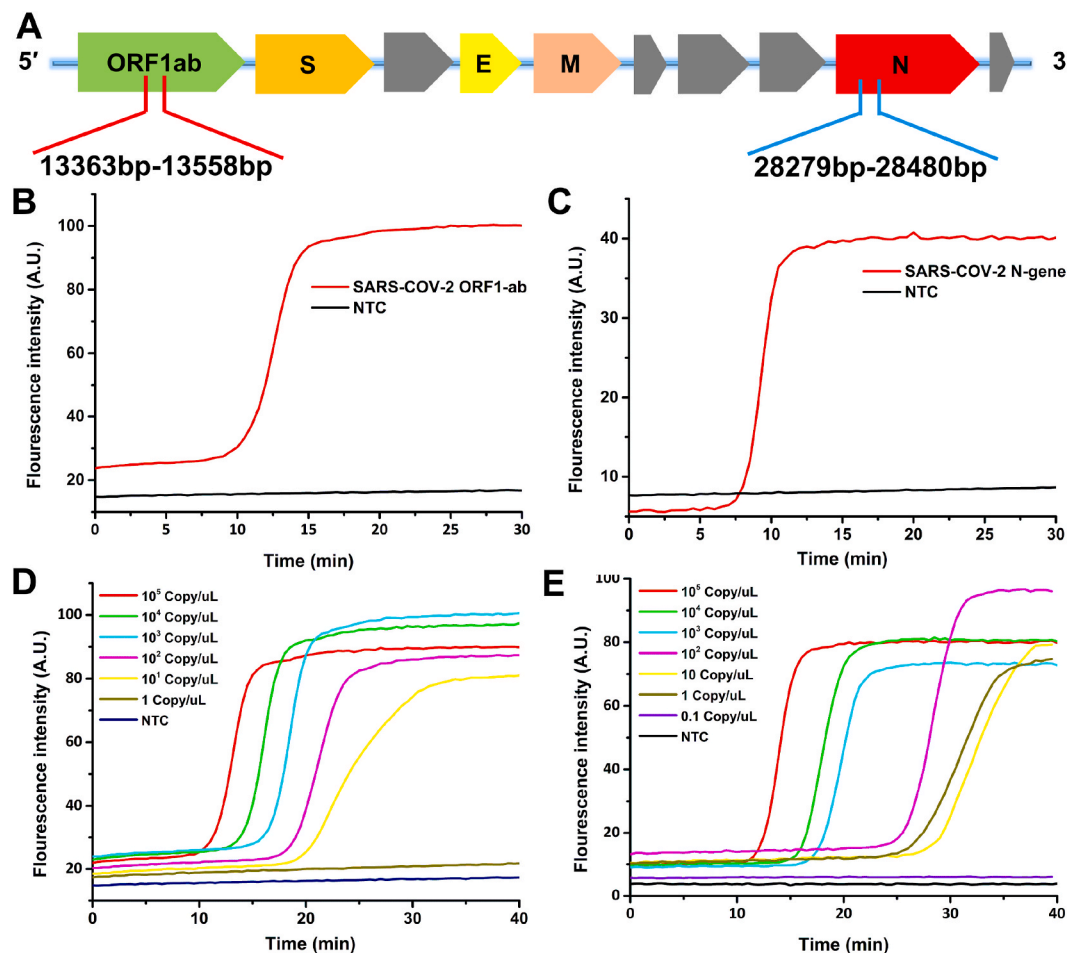 A
5′ ORF1ab S E M N 3
13363bp-13558bp 28279bp-28480bp
B
Flourescence intensity (A.U.)
100
80
60
40
20
SARS-COV-2 ORF1-ab
NTC
0 5 10 15 20 25 30
Time (min)
C
Flourescence intensity (A.U.)
40
30
20
10
SARS-COV-2 N-gene
NTC
0 5 10 15 20 25 30
Time (min)
D
Flourescence intensity (A.U.)
100
80
60
40
20
10⁵ Copy/uL
10⁴ Copy/uL
10³ Copy/uL
10² Copy/uL
10¹ Copy/uL
1 Copy/uL
NTC
0 10 20 30 40
Time (min)
E
Flourescence intensity (A.U.)
100
80
60
40
20
0
10⁵ Copy/uL
10⁴ Copy/uL
10³ Copy/uL
10² Copy/uL
10 Copy/uL
1 Copy/uL
0.1 Copy/uL
NTC
0 10 20 30 40
Time (min)